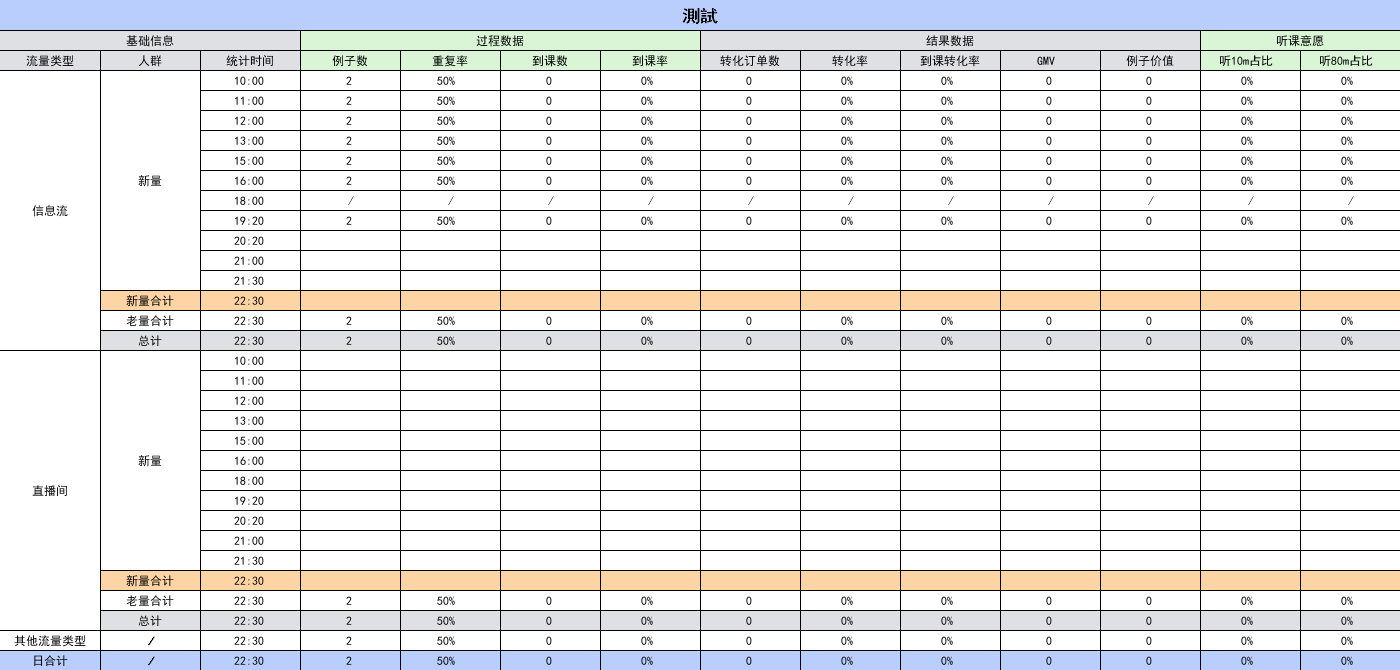 測試
基础信息 过程数据 结果数据 听课意愿
流量类型 人群 统计时间 例子数 重复率 到课数 到课率 转化订单数 转化率 到课转化率 GMV 例子价值 听10m占比 听80m占比
10:00 2 50% 0 0% 0 0% 0% 0 0 0% 0%
11:00 2 50% 0 0% 0 0% 0% 0 0 0% 0%
12:00 2 50% 0 0% 0 0% 0% 0 0 0% 0%
13:00 2 50% 0 0% 0 0% 0% 0 0 0% 0%
15:00 2 50% 0 0% 0 0% 0% 0 0 0% 0%
新量 16:00 2 50% 0 0% 0 0% 0% 0 0 0% 0%
18:00 / / / / / / / / / / /
信息流
19:20 2 50% 0 0% 0 0% 0% 0 0 0% 0%
20:20
21:00
21:30
新量合计 22:30
老量合计 22:30 2 50% 0 0% 0 0% 0% 0 0 0% 0%
总计 22:30 2 50% 0 0% 0 0% 0% 0 0 0% 0%
10:00
11:00
12:00
13:00
15:00
新量 16:00
18:00
直播间
19:20
20:20
21:00
21:30
新量合计 22:30
老量合计 22:30 2 50% 0 0% 0 0% 0% 0 0 0% 0%
总计 22:30 2 50% 0 0% 0 0% 0% 0 0 0% 0%
其他流量类型 / 22:30 2 50% 0 0% 0 0% 0% 0 0 0% 0%
日合计 / 22:30 2 50% 0 0% 0 0% 0% 0 0 0% 0%